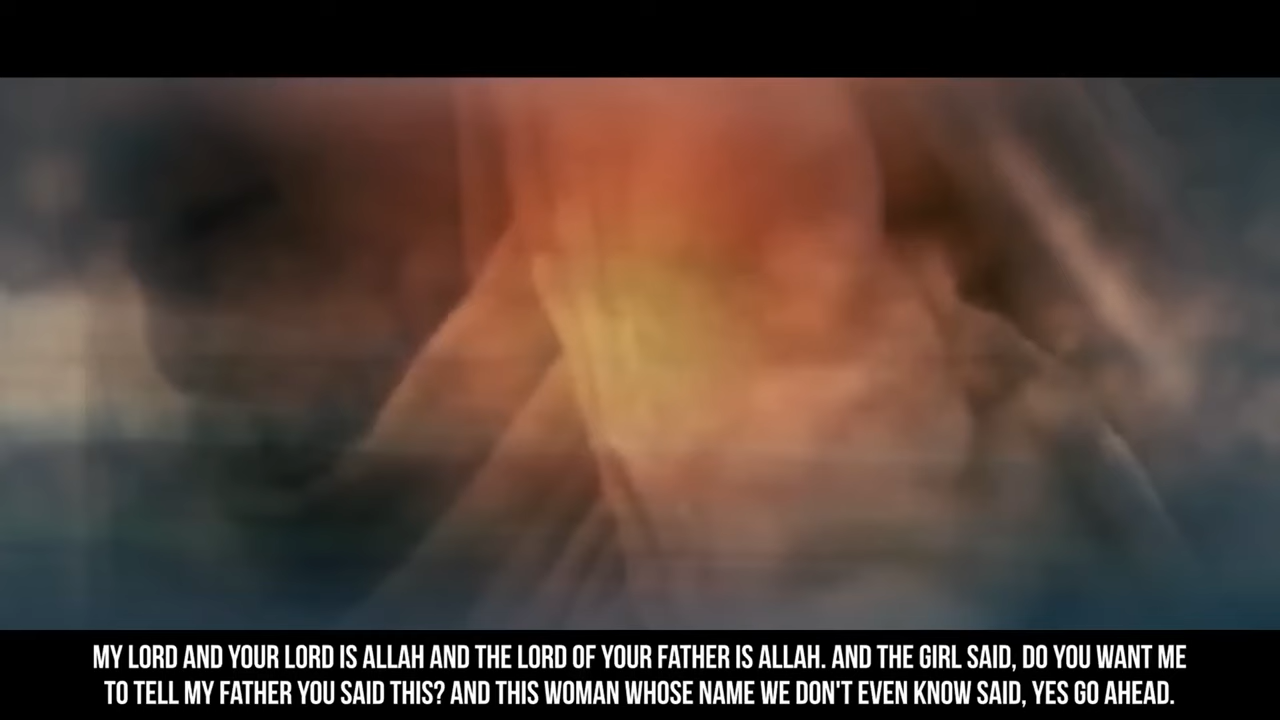 MY LORD AND YOUR LORD IS ALLAH AND THE LORD OF YOUR FATHER IS ALLAH. AND THE GIRL SAID, DO YOU WANT ME
TO TELL MY FATHER YOU SAID THIS? AND THIS WOMAN WHOSE NAME WE DON'T EVEN KNOW SAID, YES GO AHEAD.